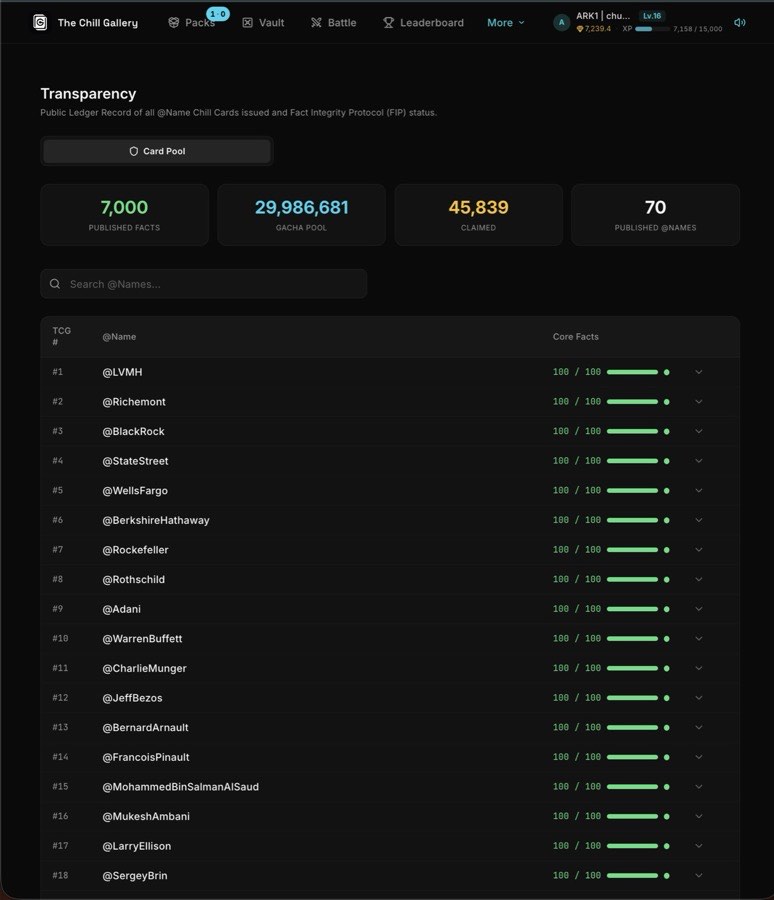 The Chill Gallery Packs 1·0 Vault Battle Leaderboard More A ARK1 | chu... Lv.16
7,239.4 · XP 7,158 / 15,000
Transparency
Public Ledger Record of all @Name Chill Cards issued and Fact Integrity Protocol (FIP) status.
Card Pool
7,000 29,986,681 45,839 70
PUBLISHED FACTS GACHA POOL CLAIMED PUBLISHED @NAMES
Search @Names...
TCG # @Name Core Facts
#1 @LVMH 100 / 100
#2 @Richemont 100 / 100
#3 @BlackRock 100 / 100
#4 @StateStreet 100 / 100
#5 @WellsFargo 100 / 100
#6 @BerkshireHathaway 100 / 100
#7 @Rockefeller 100 / 100
#8 @Rothschild 100 / 100
#9 @Adani 100 / 100
#10 @WarrenBuffett 100 / 100
#11 @CharlieMunger 100 / 100
#12 @JeffBezos 100 / 100
#13 @BernardArnault 100 / 100
#14 @FrancoisPinault 100 / 100
#15 @MohammedBinSalmanAlSaud 100 / 100
#16 @MukeshAmbani 100 / 100
#17 @LarryEllison 100 / 100
#18 @SergeyBrin 100 / 100